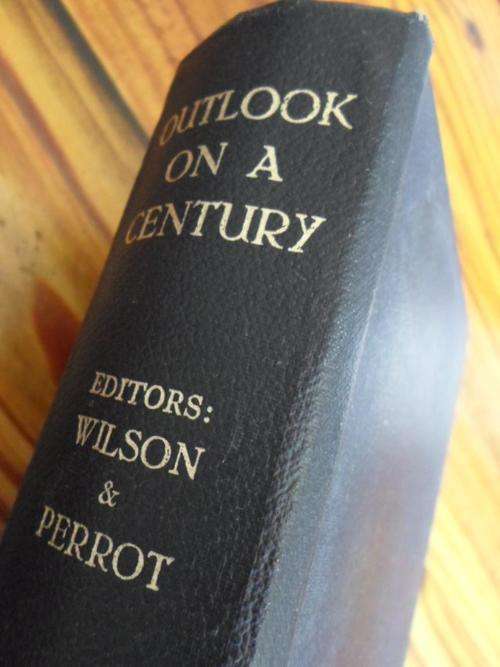 OUTLOOK
ON A
CENTURY
EDITORS:
WILSON
&
PERROT